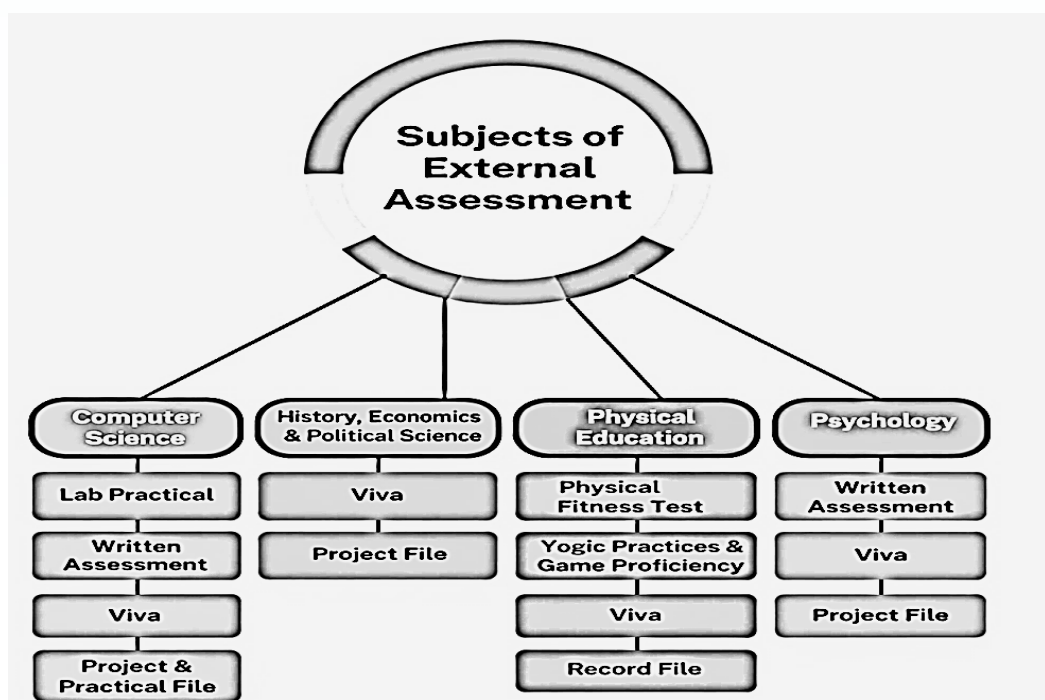 Subjects of
External
Assessment
Computer
Science
Lab Practical
Written
Assessment
Viva
Project &
Practical File
History, Economics
& Political Science
Viva
Project File
Physical
Education
Physical
Fitness Test
Yogic Practices &
Game Proficiency
Viva
Record File
Psychology
Written
Assessment
Viva
Project File